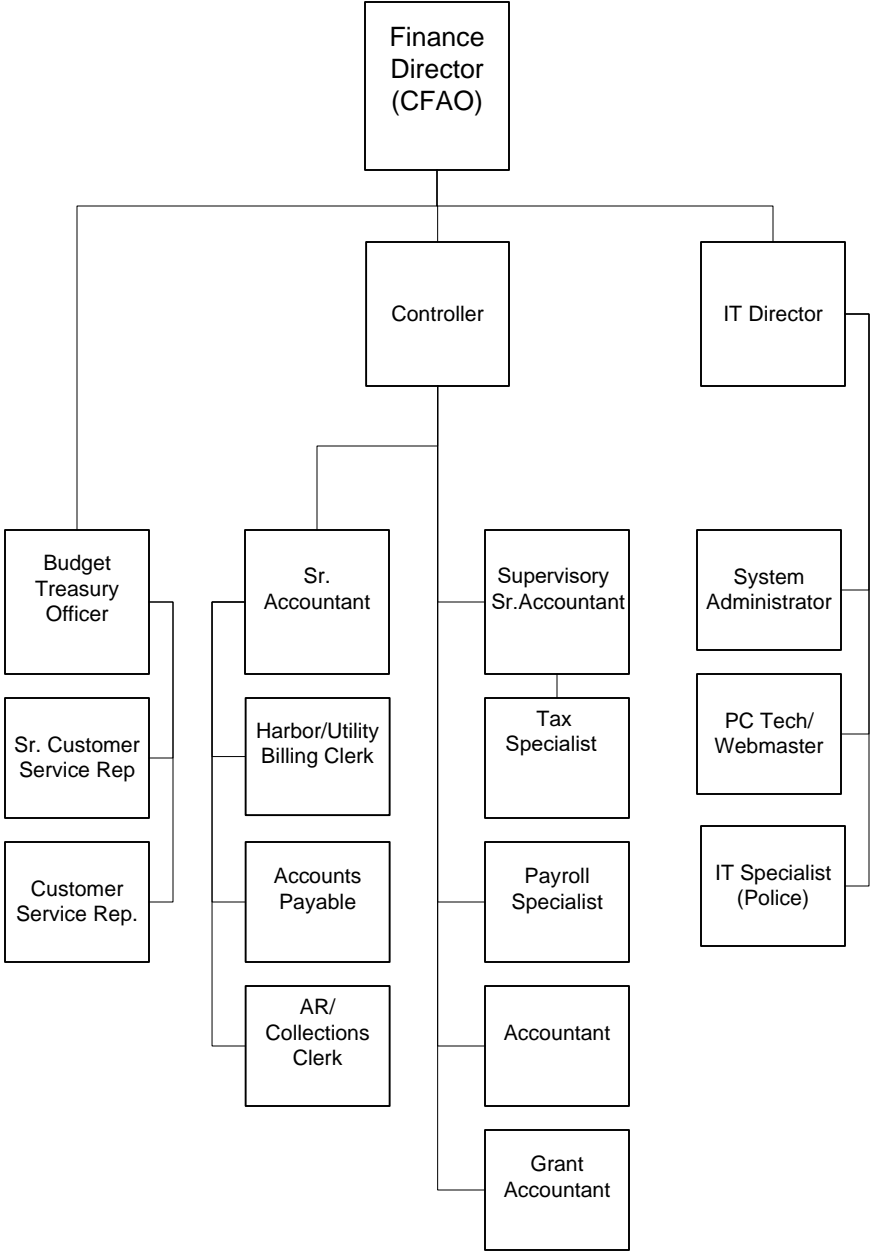 Finance
Director
(CFAO)
Controller
IT Director
Budget
Treasury
Officer
Sr.
Accountant
Supervisory
Sr.Accountant
System
Administrator
Sr. Customer
Service Rep
Harbor/Utility
Billing Clerk
Tax
Specialist
PC Tech/
Webmaster
Customer
Service Rep.
Accounts
Payable
Payroll
Specialist
IT Specialist
(Police)
AR/
Collections
Clerk
Accountant
Grant
Accountant